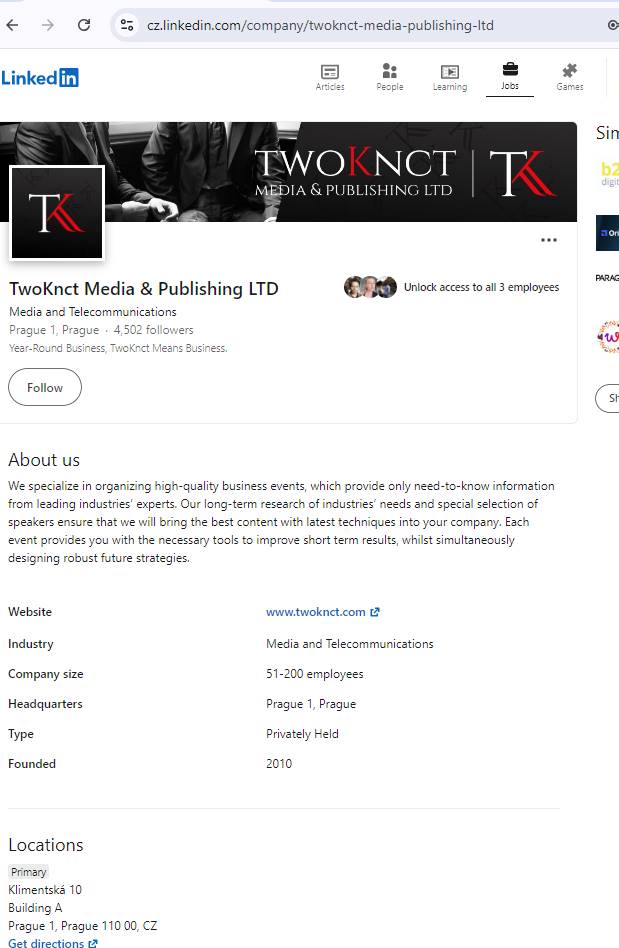 cz.linkedin.com/company/twoknct-media-publishing-ltd
Linked in
Articles
People
Learning
Jobs
Games
TWOKNCT
MEDIA & PUBLISHING LTD
TK
TK
TwoKnct Media & Publishing LTD
Unlock access to all 3 employees
Media and Telecommunications
Prague 1, Prague · 4,502 followers
Year-Round Business, TwoKnct Means Business.
Follow
Sim
b2
digit
Ori
PARAG
w
Sh
About us
We specialize in organizing high-quality business events, which provide only need-to-know information
from leading industries’ experts. Our long-term research of industries’ needs and special selection of
speakers ensure that we will bring the best content with latest techniques into your company. Each
event provides you with the necessary tools to improve short term results, whilst simultaneously
designing robust future strategies.
Website www.twoknct.com
Industry Media and Telecommunications
Company size 51-200 employees
Headquarters Prague 1, Prague
Type Privately Held
Founded 2010
Locations
Primary
Klimentská 10
Building A
Prague 1, Prague 110 00, CZ
Get directions